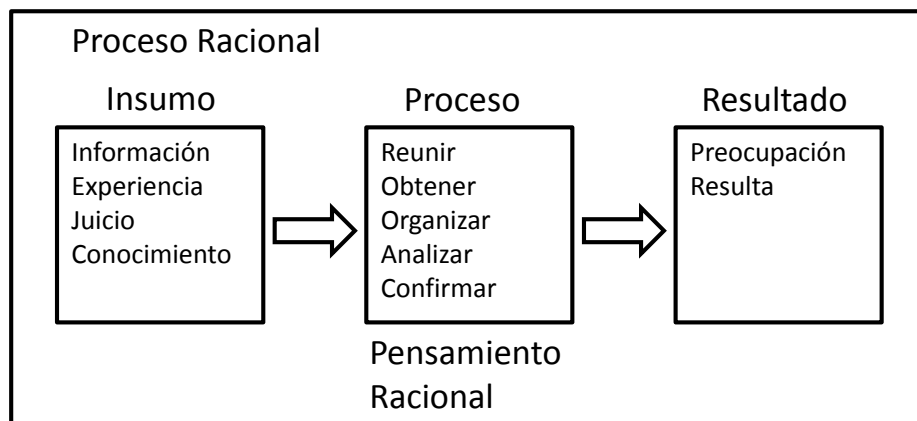 Proceso Racional
Insumo
Información
Experiencia
Juicio
Conocimiento
Proceso
Reunir
Obtener
Organizar
Analizar
Confirmar
Pensamiento
Racional
Resultado
Preocupación
Resulta